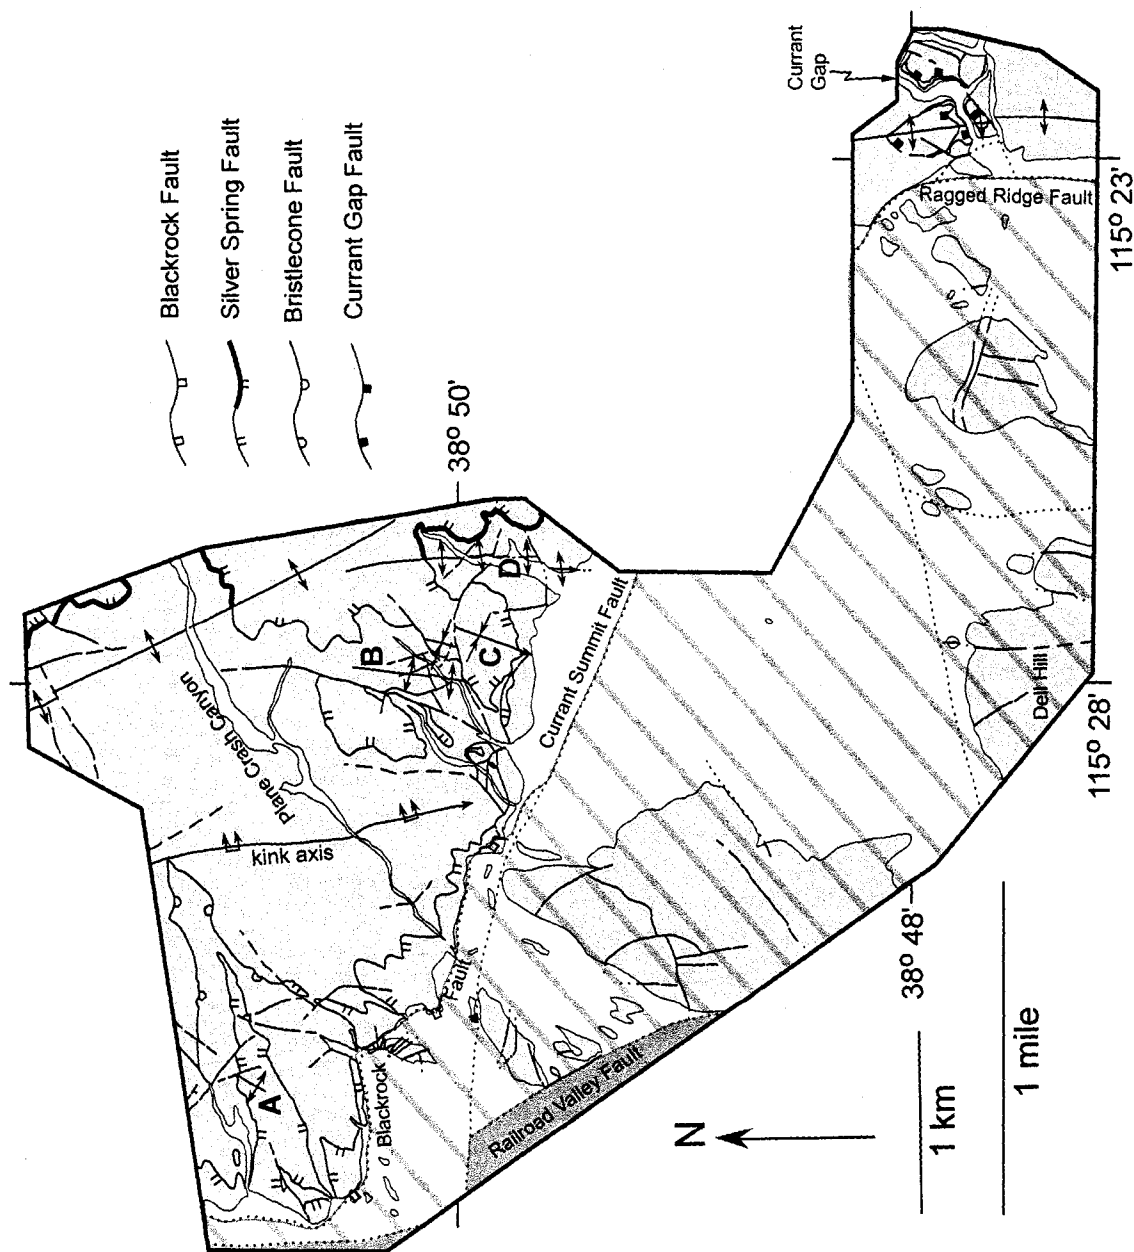 Blackrock Fault
Silver Spring Fault
Bristlecone Fault
Currant Gap Fault
38° 50'
Currant
Gap
Plane Crash Canyon
kink axis
A
B
C
D
Currant Summit Fault
Blackrock
Fault
Railroad Valley Fault
Ragged Ridge Fault
Dell Hill
115° 23'
115° 28'
38° 48'
N
1 km
1 mile